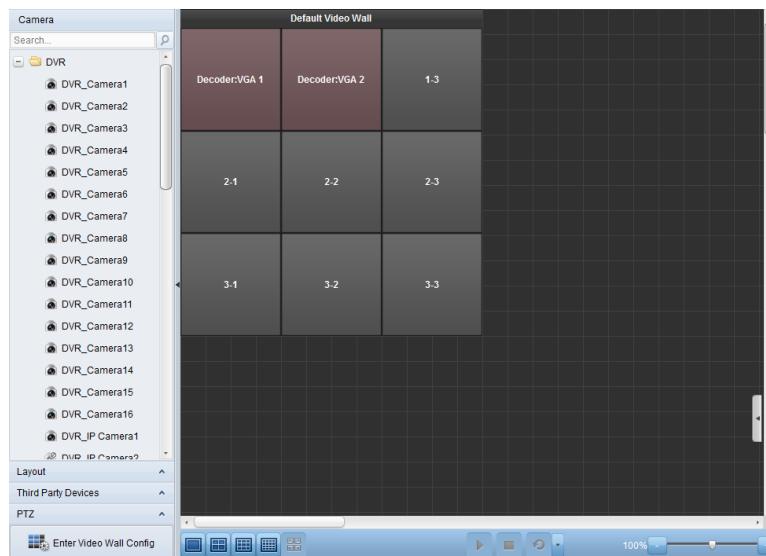 Camera
Search...
DVR
DVR_Camera1
DVR_Camera2
DVR_Camera3
DVR_Camera4
DVR_Camera5
DVR_Camera6
DVR_Camera7
DVR_Camera8
DVR_Camera9
DVR_Camera10
DVR_Camera11
DVR_Camera12
DVR_Camera13
DVR_Camera14
DVR_Camera15
DVR_Camera16
DVR_IP Camera1
DVR_IP Camera2
Layout
Third Party Devices
PTZ
Enter Video Wall Config
Default Video Wall
Decoder:VGA 1
Decoder:VGA 2
1-3
2-1
2-2
2-3
3-1
3-2
3-3
100%